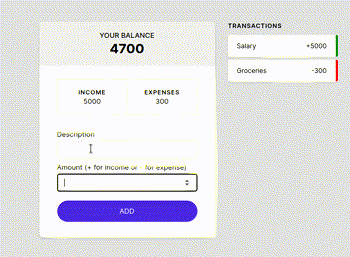 YOUR BALANCE
4700
INCOME
5000
EXPENSES
300
Description
Amount (+ for Income or - for expense)
ADD
TRANSACTIONS
Salary +5000
Groceries -300